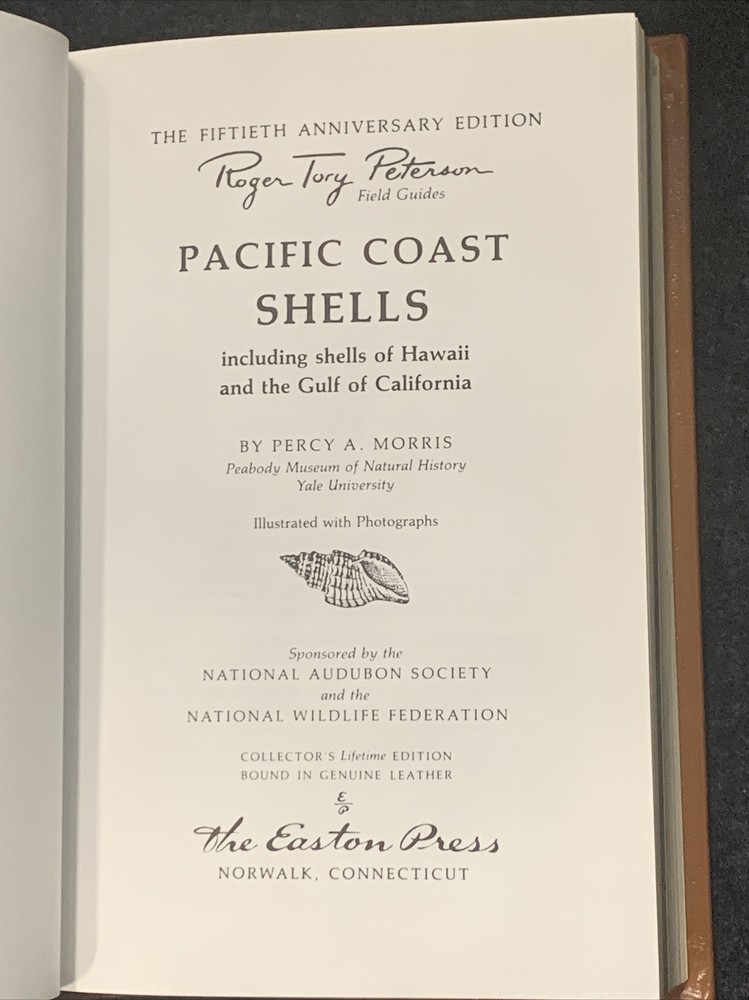 THE FIFTIETH ANNIVERSARY EDITION
Roger Tory Peterson
Field Guides
PACIFIC COAST
SHELLS
including shells of Hawaii
and the Gulf of California
BY PERCY A. MORRIS
Peabody Museum of Natural History
Yale University
Illustrated with Photographs
Sponsored by the
NATIONAL AUDUBON SOCIETY
and the
NATIONAL WILDLIFE FEDERATION
COLLECTOR'S Lifetime EDITION
BOUND IN GENUINE LEATHER
E
P
The Easton Press
NORWALK, CONNECTICUT